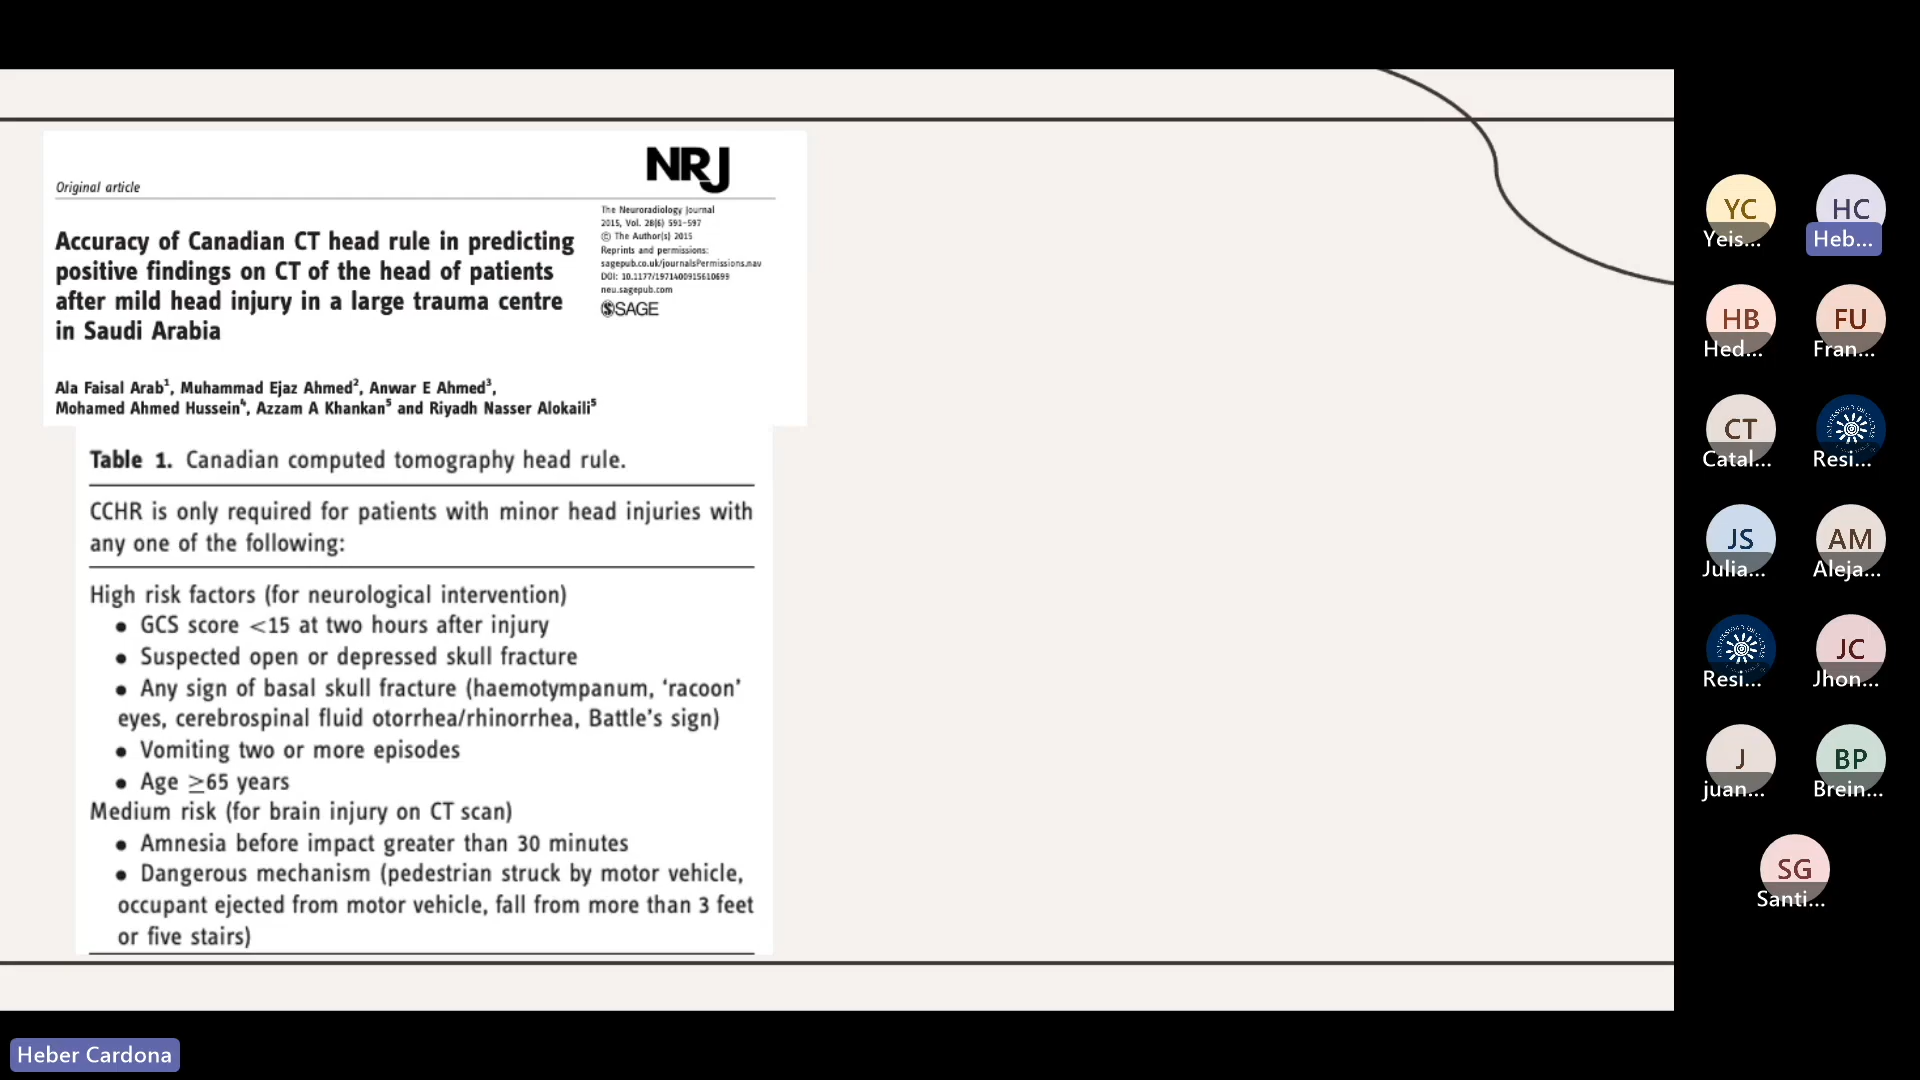 NRJ
Original article
The Neuroradiology Journal
2015, Vol. 28(6) 591–597
© The Author(s) 2015
Reprints and permissions:
sagepub.co.uk/journalsPermissions.nav
DOI: 10.1177/1971400915610699
neu.sagepub.com
SAGE
Accuracy of Canadian CT head rule in predicting
positive findings on CT of the head of patients
after mild head injury in a large trauma centre
in Saudi Arabia
Ala Faisal Arab1, Muhammad Ejaz Ahmed2, Anwar E Ahmed3,
Mohamed Ahmed Hussein4, Azzam A Khankan5 and Riyadh Nasser Alokaili5
Table 1. Canadian computed tomography head rule.
CCHR is only required for patients with minor head injuries with
any one of the following:
High risk factors (for neurological intervention)
● GCS score <15 at two hours after injury
● Suspected open or depressed skull fracture
● Any sign of basal skull fracture (haemotympanum, ‘racoon’
eyes, cerebrospinal fluid otorrhea/rhinorrhea, Battle’s sign)
● Vomiting two or more episodes
● Age ≥65 years
Medium risk (for brain injury on CT scan)
● Amnesia before impact greater than 30 minutes
● Dangerous mechanism (pedestrian struck by motor vehicle,
occupant ejected from motor vehicle, fall from more than 3 feet
or five stairs)
YC
Yeis...
HC
Heb...
HB
Hed...
FU
Fran...
CT
Catal...
Resi...
JS
Julia...
AM
Aleja...
Resi...
JC
Jhon...
J
juan...
BP
Brein...
SG
Santi...
Heber Cardona